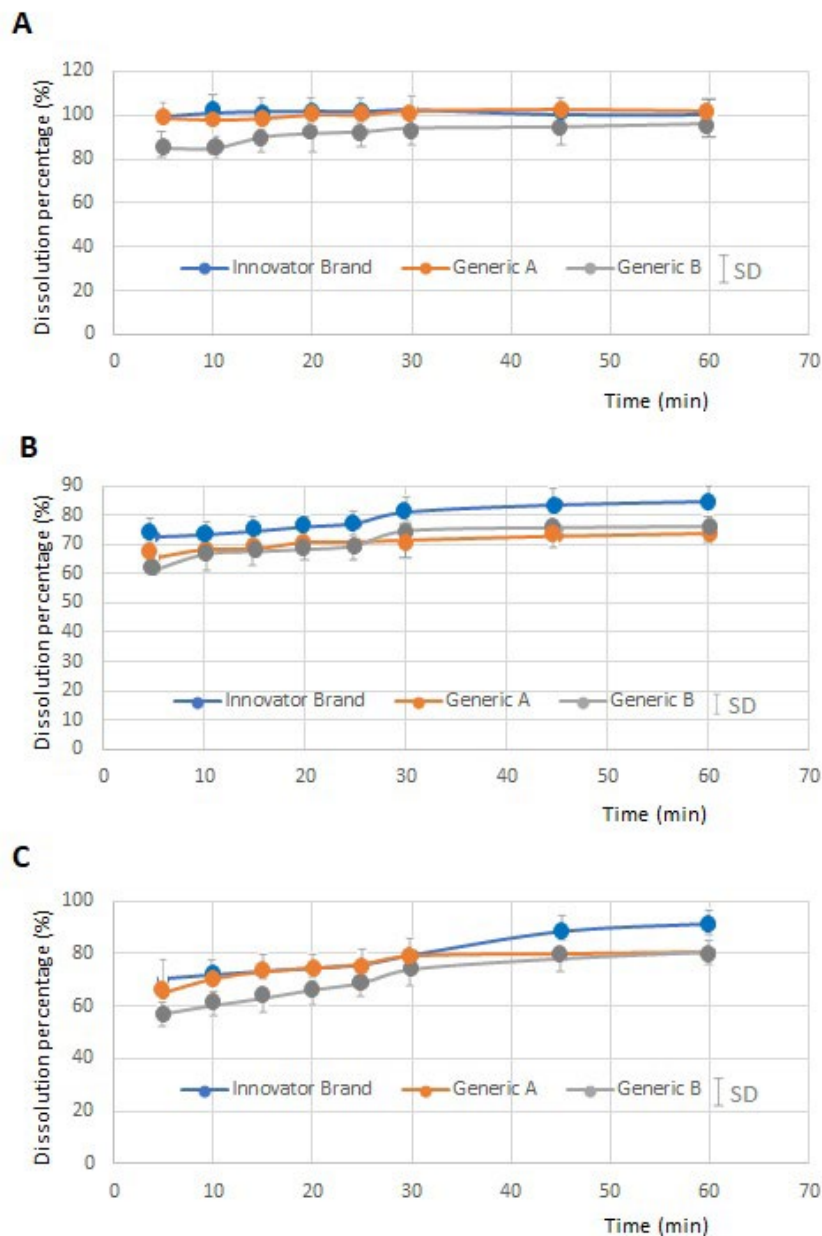 A
Dissolution percentage (%)
120
100
80
60
40
20
0
Innovator Brand Generic A Generic B SD
0 10 20 30 40 50 60 70
Time (min)
B
Dissolution percentage (%)
90
80
70
60
50
40
30
20
10
0
Innovator Brand Generic A Generic B SD
0 10 20 30 40 50 60 70
Time (min)
C
Dissolution percentage (%)
100
80
60
40
20
0
Innovator Brand Generic A Generic B SD
0 10 20 30 40 50 60 70
Time (min)